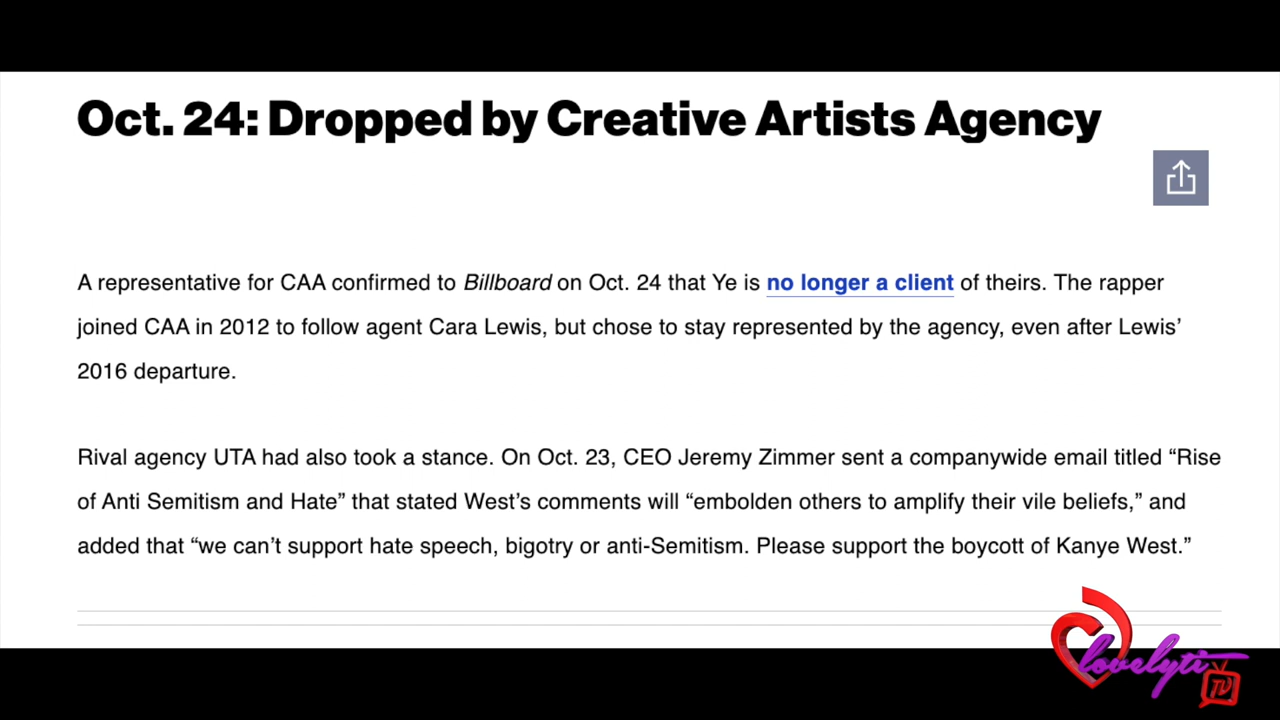 Oct. 24: Dropped by Creative Artists Agency
A representative for CAA confirmed to Billboard on Oct. 24 that Ye is no longer a client of theirs. The rapper
joined CAA in 2012 to follow agent Cara Lewis, but chose to stay represented by the agency, even after Lewis’
2016 departure.
Rival agency UTA had also took a stance. On Oct. 23, CEO Jeremy Zimmer sent a companywide email titled “Rise
of Anti Semitism and Hate” that stated West’s comments will “embolden others to amplify their vile beliefs,” and
added that “we can’t support hate speech, bigotry or anti-Semitism. Please support the boycott of Kanye West.”
lovelyti
TV